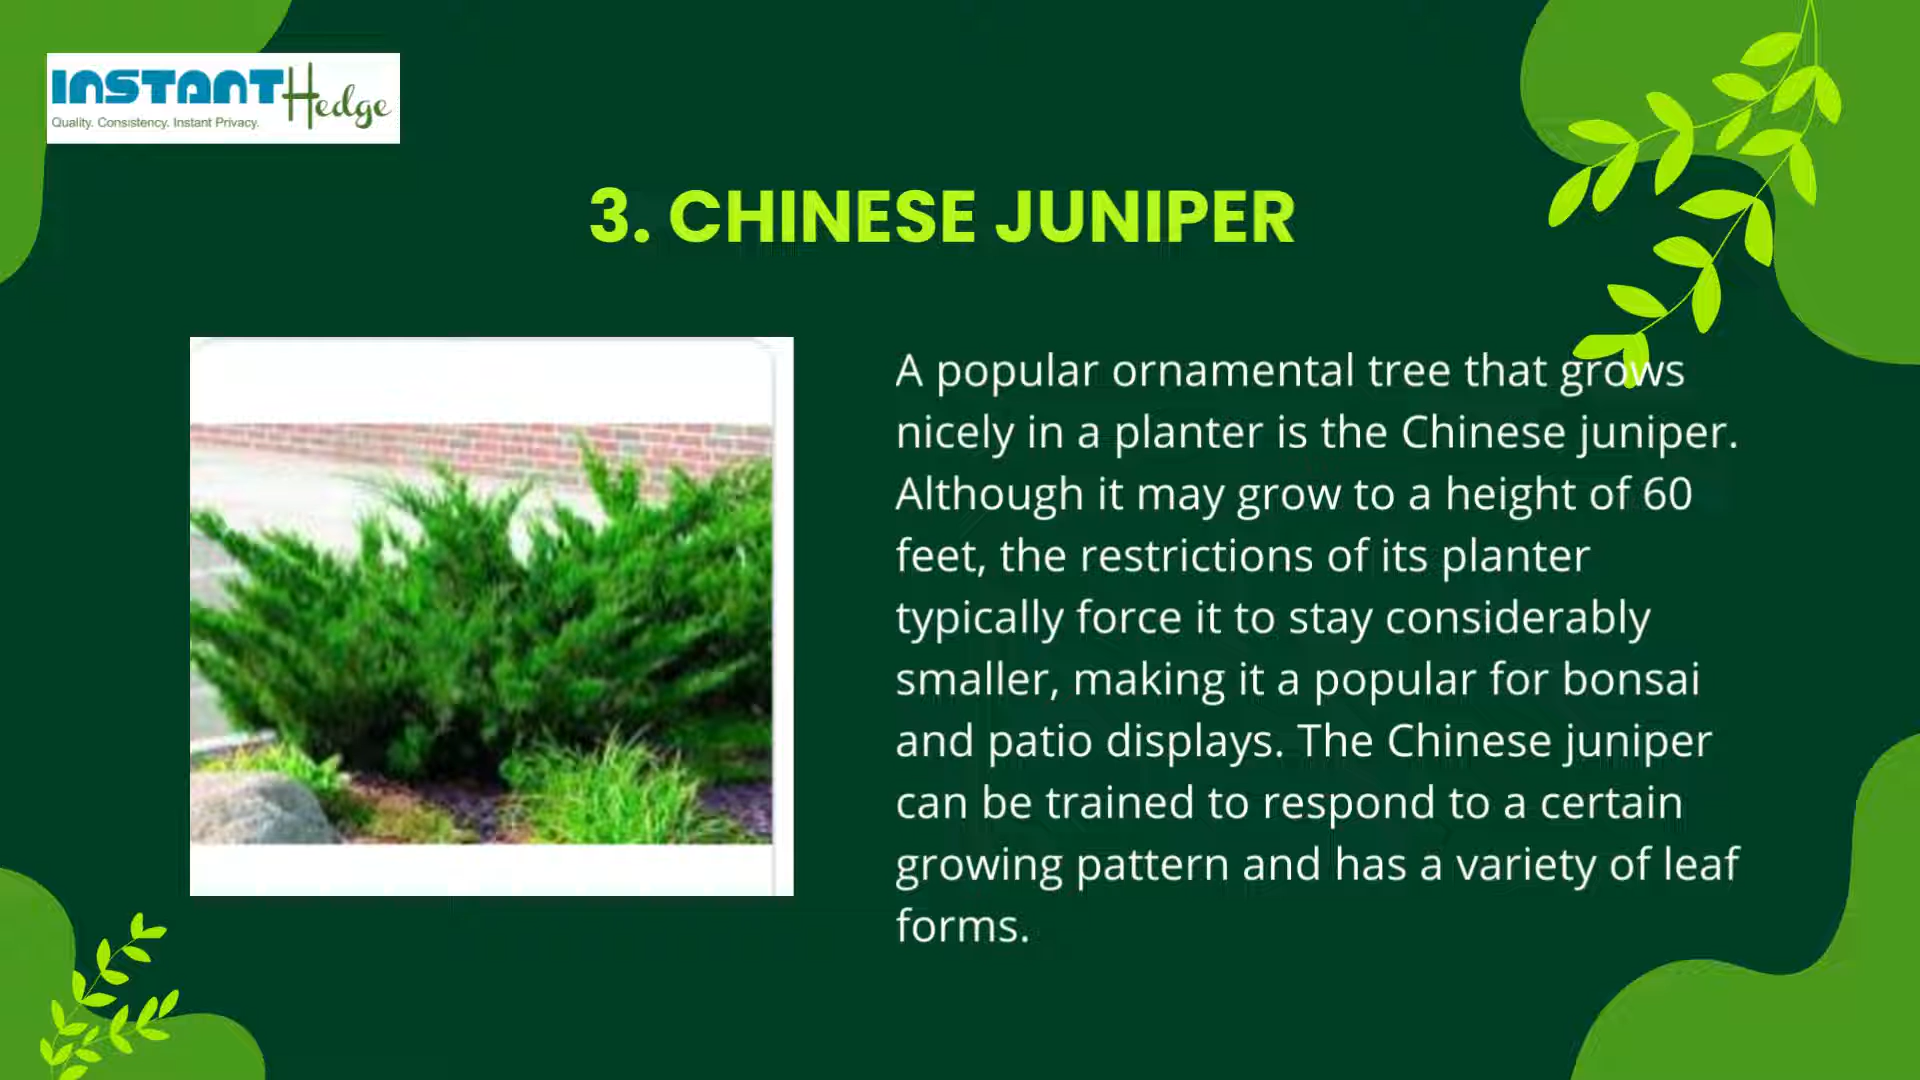 INSTANT Hedge
Quality. Consistency. Instant Privacy.
3. CHINESE JUNIPER
A popular ornamental tree that grows
nicely in a planter is the Chinese juniper.
Although it may grow to a height of 60
feet, the restrictions of its planter
typically force it to stay considerably
smaller, making it a popular for bonsai
and patio displays. The Chinese juniper
can be trained to respond to a certain
growing pattern and has a variety of leaf
forms.